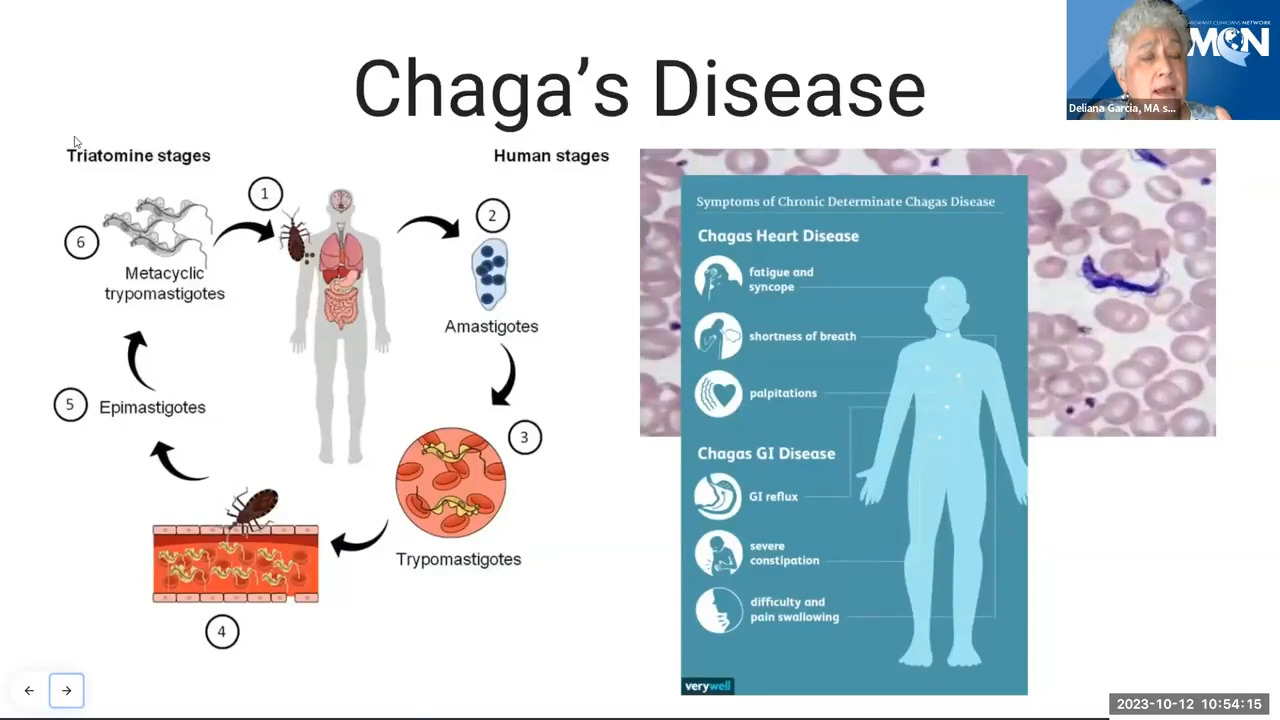 Chaga’s Disease
MIGRANT CLINICIANS NETWORK
MCN
Deliana Garcia, MA s...
Triatomine stages
Human stages
1
2
6
Metacyclic
trypomastigotes
Amastigotes
5
Epimastigotes
3
Trypomastigotes
4
Symptoms of Chronic Determinate Chagas Disease
Chagas Heart Disease
fatigue and
syncope
shortness of breath
palpitations
Chagas GI Disease
GI reflux
severe
constipation
difficulty and
pain swallowing
verywell
2023-10-12 10:54:15